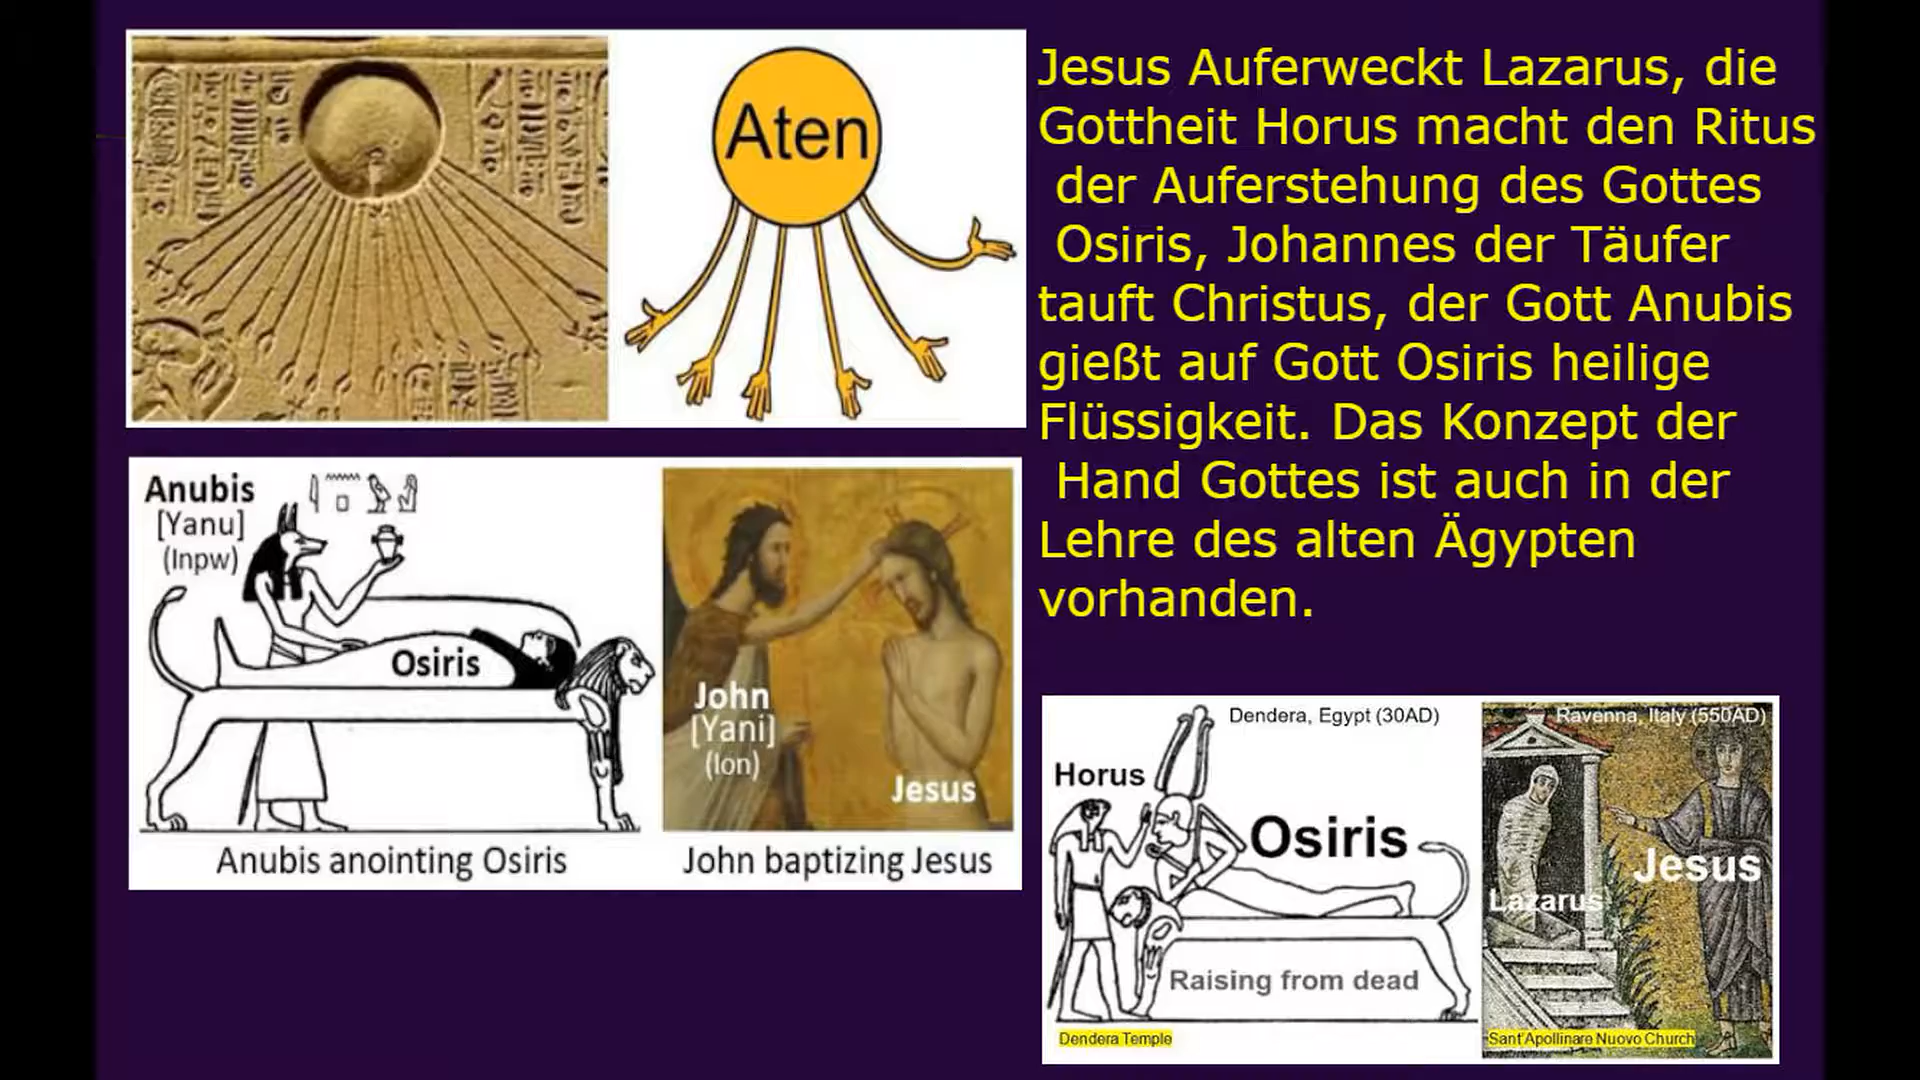 Aten
Jesus Auferweckt Lazarus, die
Gottheit Horus macht den Ritus
der Auferstehung des Gottes
Osiris, Johannes der Täufer
tauft Christus, der Gott Anubis
gießt auf Gott Osiris heilige
Flüssigkeit. Das Konzept der
Hand Gottes ist auch in der
Lehre des alten Ägypten
vorhanden.
Anubis
[Yanu]
(Inpw)
Osiris
Anubis anointing Osiris
John
[Yani]
(Ion)
Jesus
John baptizing Jesus
Dendera, Egypt (30AD)
Horus
Osiris
Raising from dead
Dendera Temple
Ravenna, Italy (550AD)
Jesus
Lazarus
Sant'Apollinare Nuovo Church